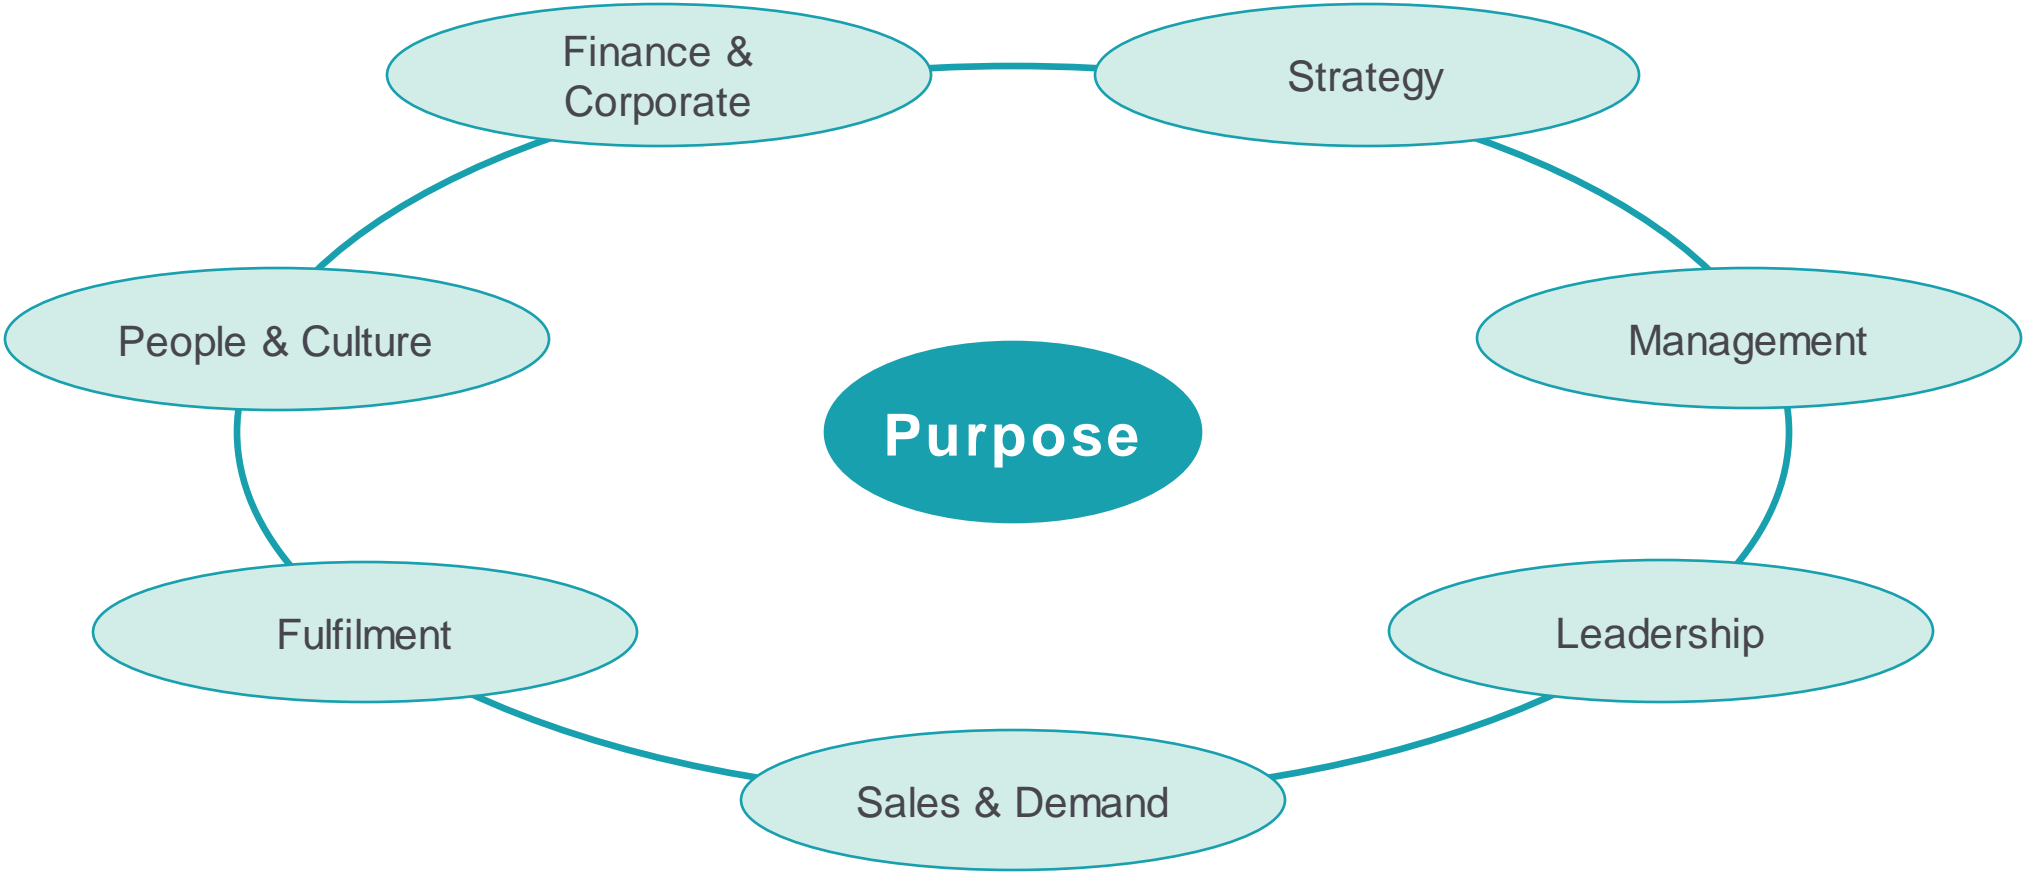 Finance &
Corporate
Strategy
People & Culture
Management
Purpose
Fulfilment
Leadership
Sales & Demand